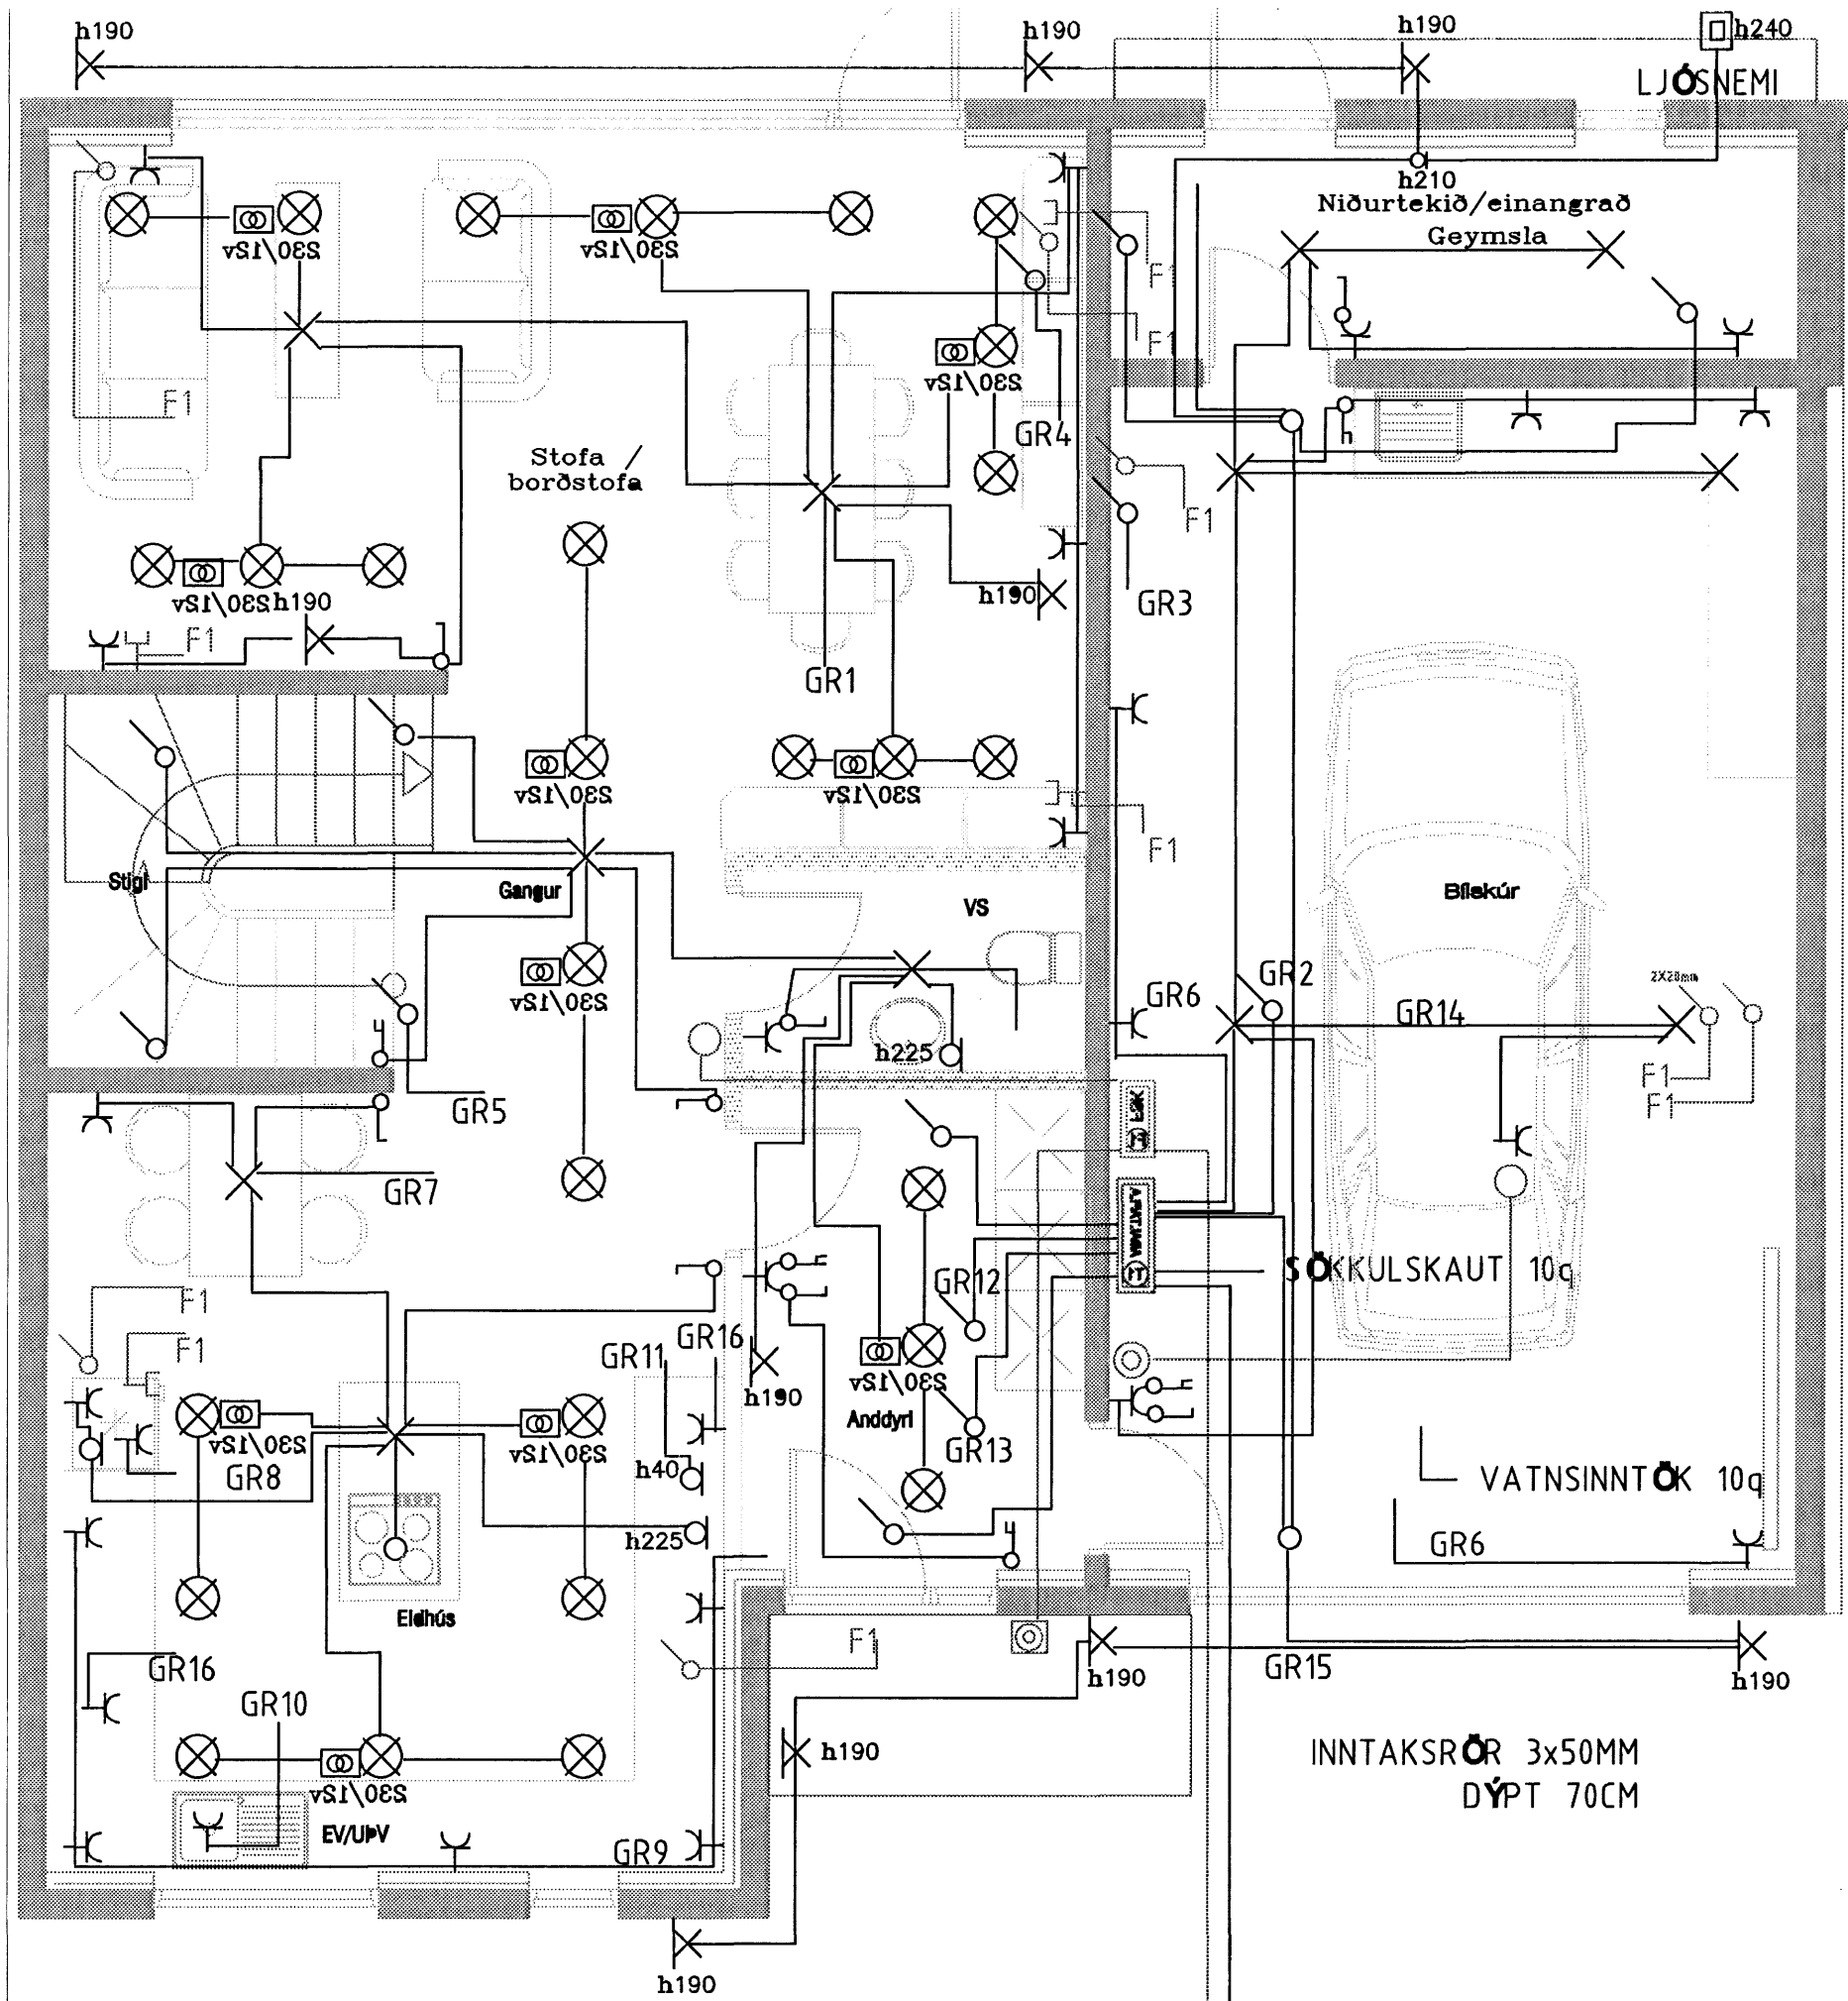 h190
h190
h190
h240
LJÓSNEMI
h210
Niðurtekið/einangrað
Geymsla
230/12v
230/12v
F1
F1
230/12v
F1
GR4
Stofa /
borðstofa
F1
GR3
230/12v
h190
h190
F1
GR1
230/12v
230/12v
F1
Stigi
Gangur
VS
Bílskúr
230/12v
GR6
GR2
GR14
2X20mm
h225
F1
F1
GR5
GR7
SÖKKULSKAUT 10q
GR12
F1
F1
GR11
GR16
h190
230/12v
Anddyri
230/12v
230/12v
GR8
h40
GR13
VATNSINNTÖK 10q
h225
GR6
Eldhús
F1
GR16
GR15
h190
h190
GR10
h190
INNTAKSRÖR 3x50MM
DÝPT 70CM
230/12v
EV/UÞV
GR9
h190